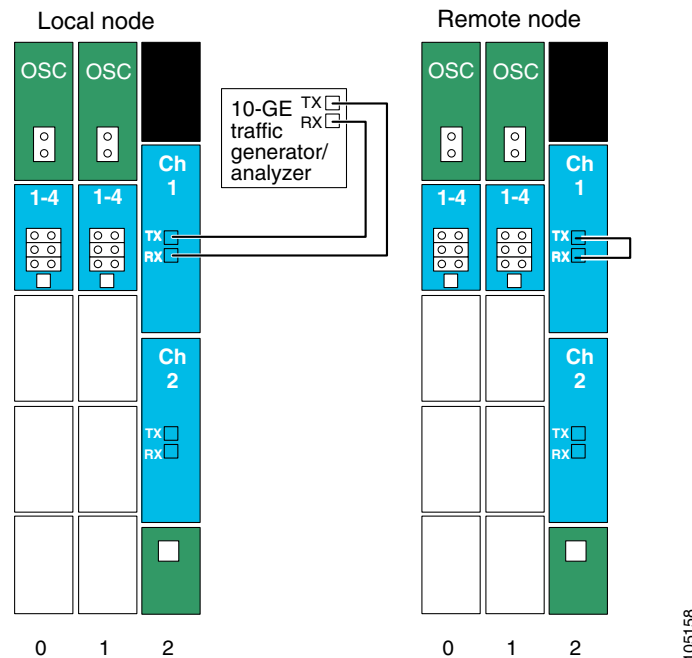 Local node
Remote node
OSC OSC
10-GE TX
traffic RX
generator/
analyzer
Ch
1
1-4 1-4
TX
RX
Ch
2
TX
RX
0 1 2
OSC OSC
Ch
1
1-4 1-4
TX
RX
Ch
2
TX
RX
0 1 2
105158